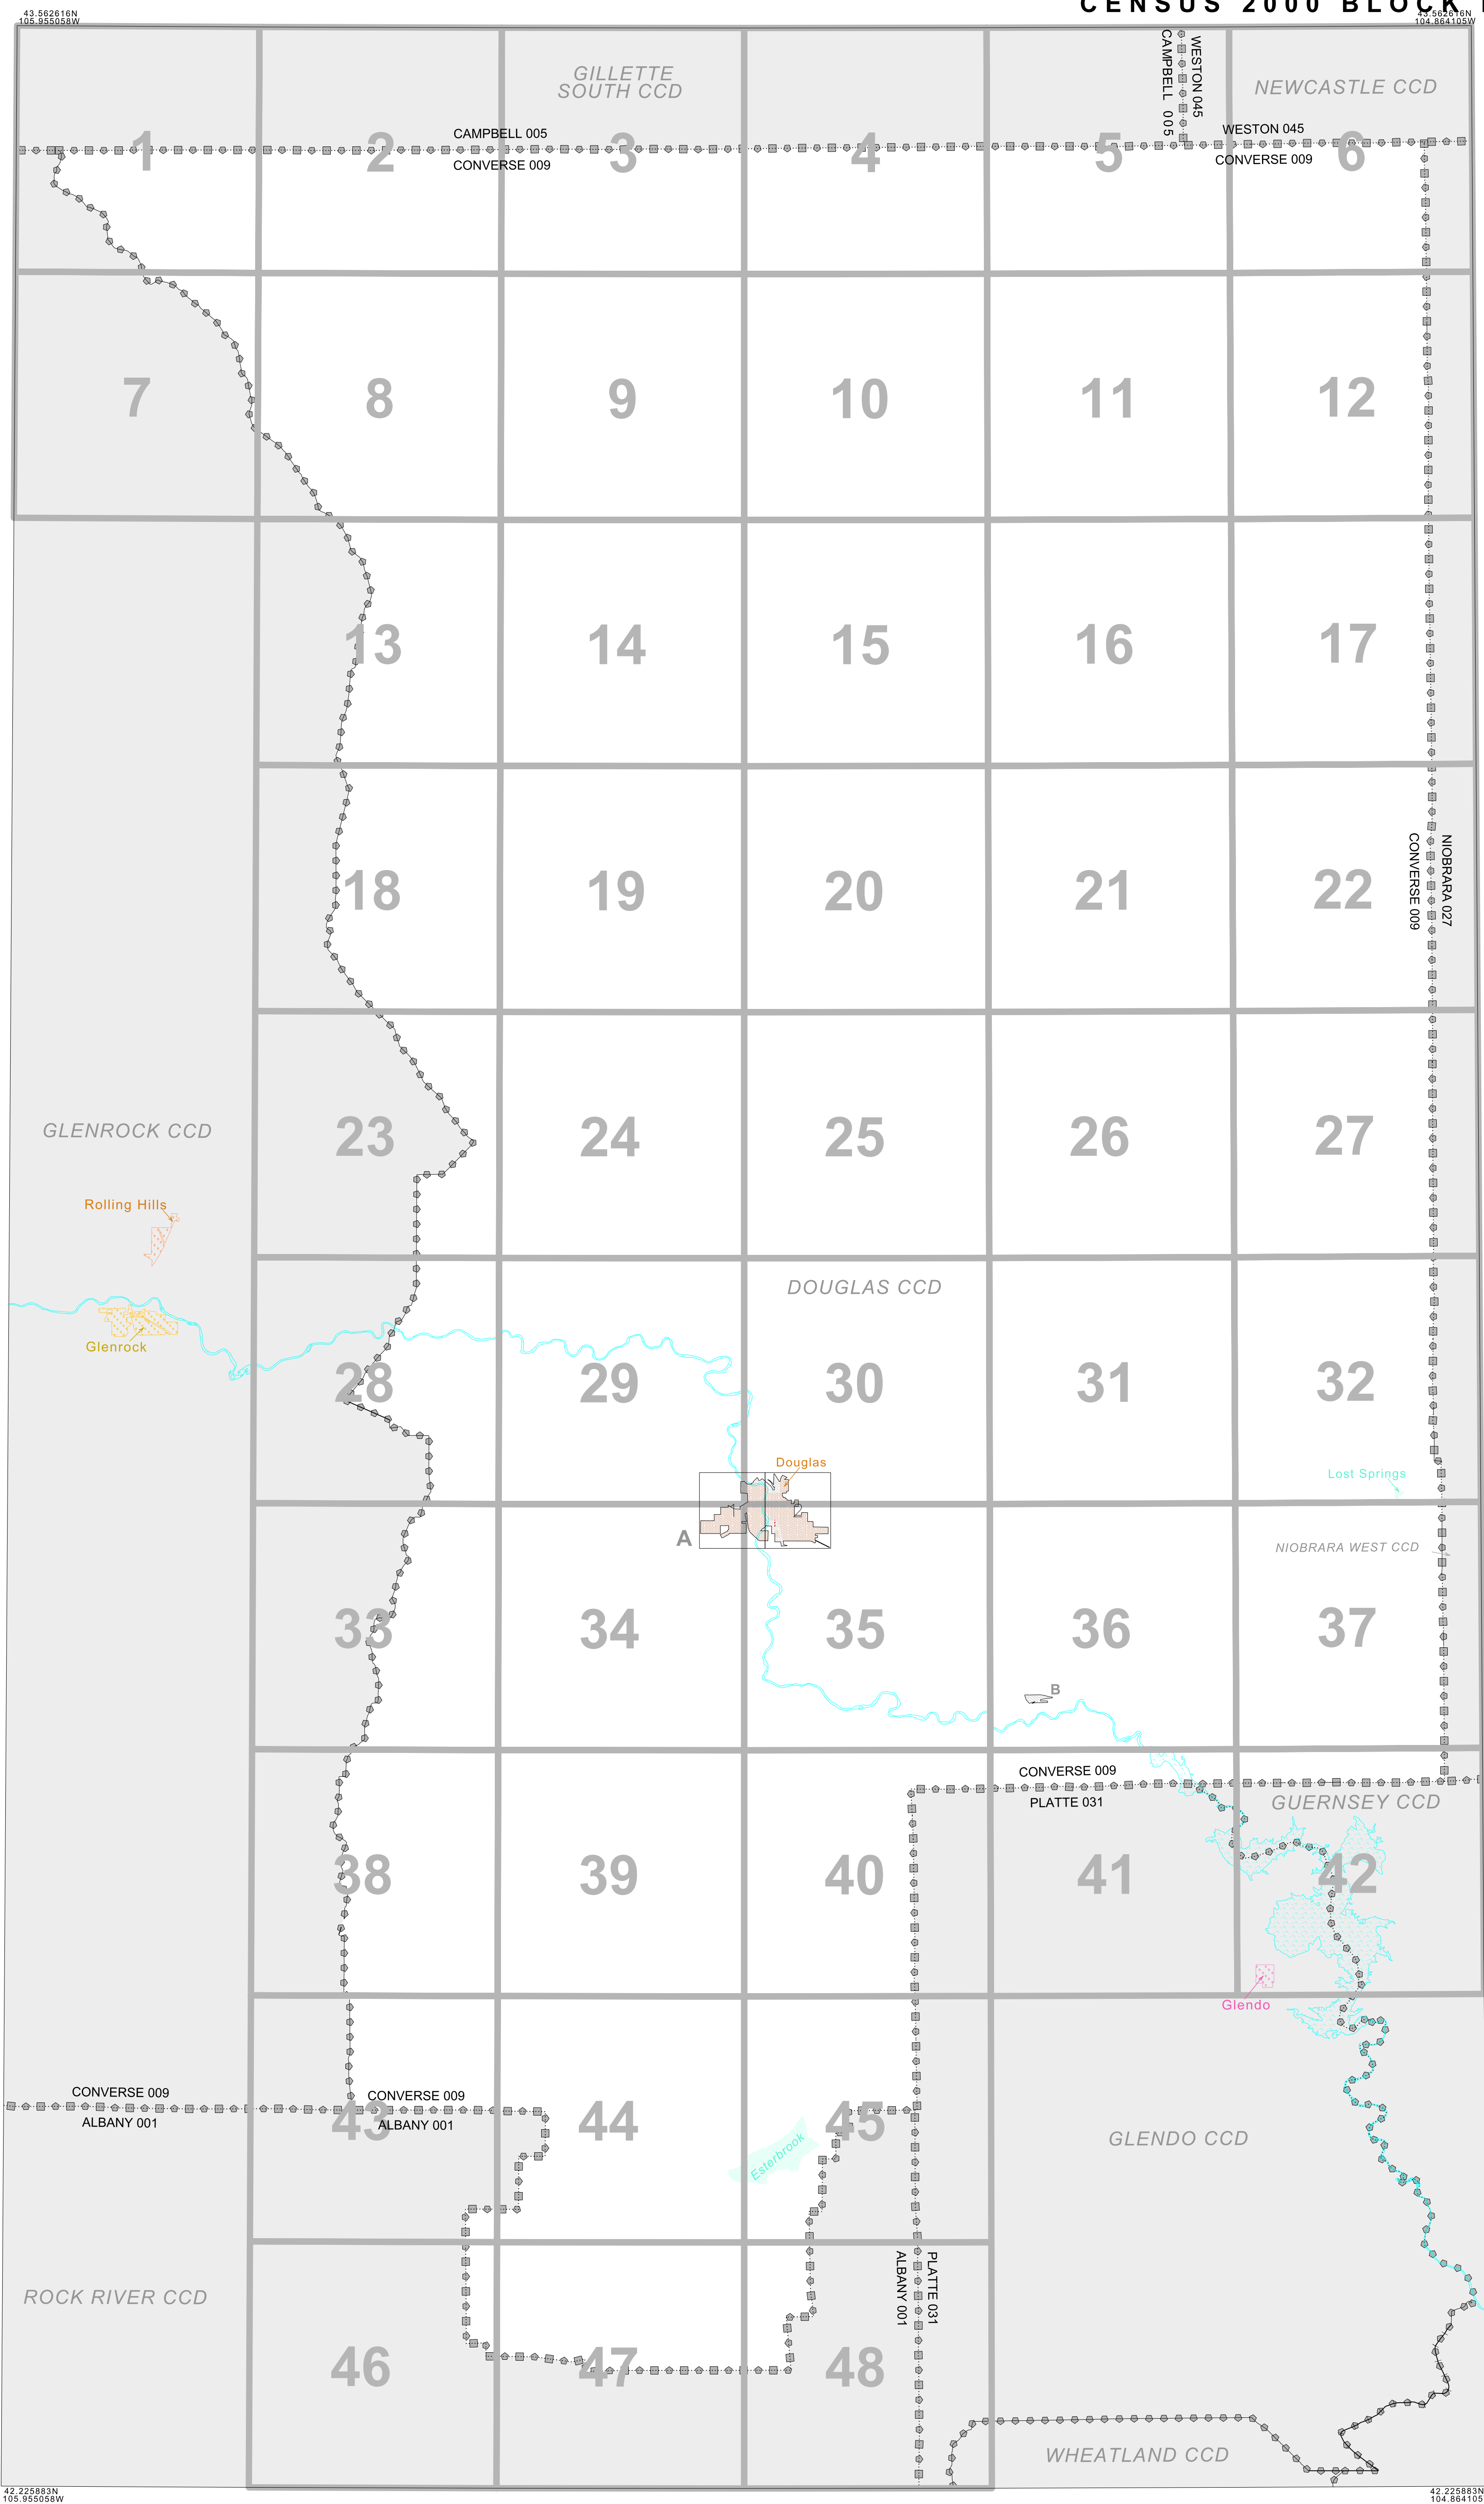 CENSUS 2000 BLOCK
43.562616N
105.955058W
43.562616N
104.864105W
GILLETTE
SOUTH CCD
CAMPBELL 005
WESTON 045
NEWCASTLE CCD
CAMPBELL 005
CONVERSE 009
WESTON 045
CONVERSE 009
1
2
3
4
5
6
7
8
9
10
11
12
13
14
15
16
17
18
19
20
21
22
CONVERSE 009
NIOBRARA 027
GLENROCK CCD
23
24
25
26
27
Rolling Hills
DOUGLAS CCD
Glenrock
28
29
30
31
32
Douglas
Lost Springs
A
NIOBRARA WEST CCD
33
34
35
36
37
B
CONVERSE 009
PLATTE 031
GUERNSEY CCD
38
39
40
41
42
Glendo
CONVERSE 009
ALBANY 001
CONVERSE 009
ALBANY 001
43
44
45
Esterbrook
GLENDO CCD
ROCK RIVER CCD
ALBANY 001
PLATTE 031
46
47
48
WHEATLAND CCD
42.225883N
105.955058W
42.225883N
104.864105